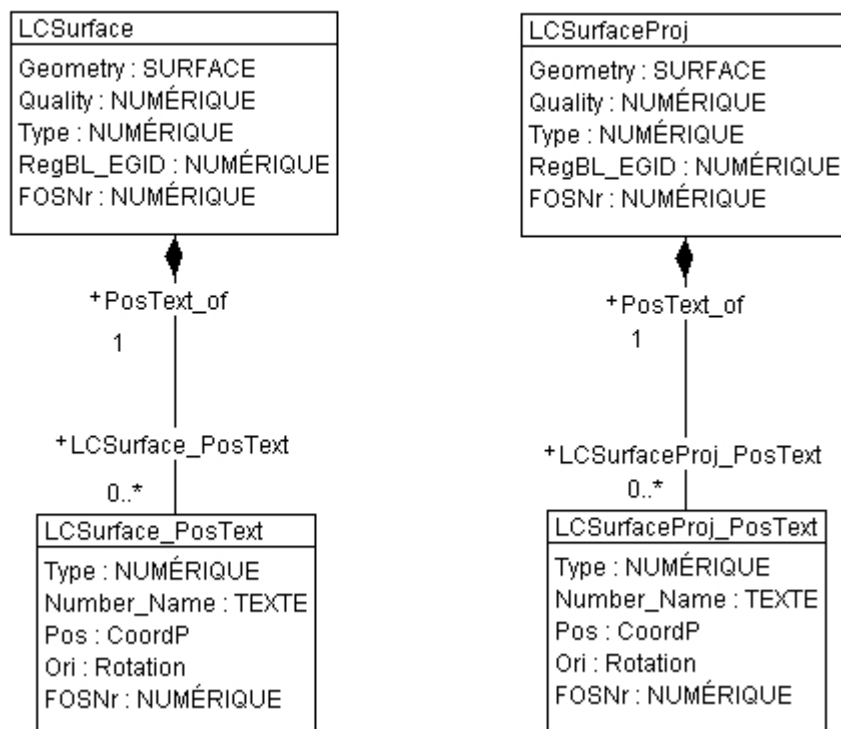 LCSurface
Geometry : SURFACE
Quality : NUMÉRIQUE
Type : NUMÉRIQUE
RegBL_EGID : NUMÉRIQUE
FOSNr : NUMÉRIQUE
+PosText_of
1
+LCSurface_PosText
0..*
LCSurface_PosText
Type : NUMÉRIQUE
Number_Name : TEXTE
Pos : CoordP
Ori : Rotation
FOSNr : NUMÉRIQUE
LCSurfaceProj
Geometry : SURFACE
Quality : NUMÉRIQUE
Type : NUMÉRIQUE
RegBL_EGID : NUMÉRIQUE
FOSNr : NUMÉRIQUE
+PosText_of
1
+LCSurfaceProj_PosText
0..*
LCSurfaceProj_PosText
Type : NUMÉRIQUE
Number_Name : TEXTE
Pos : CoordP
Ori : Rotation
FOSNr : NUMÉRIQUE